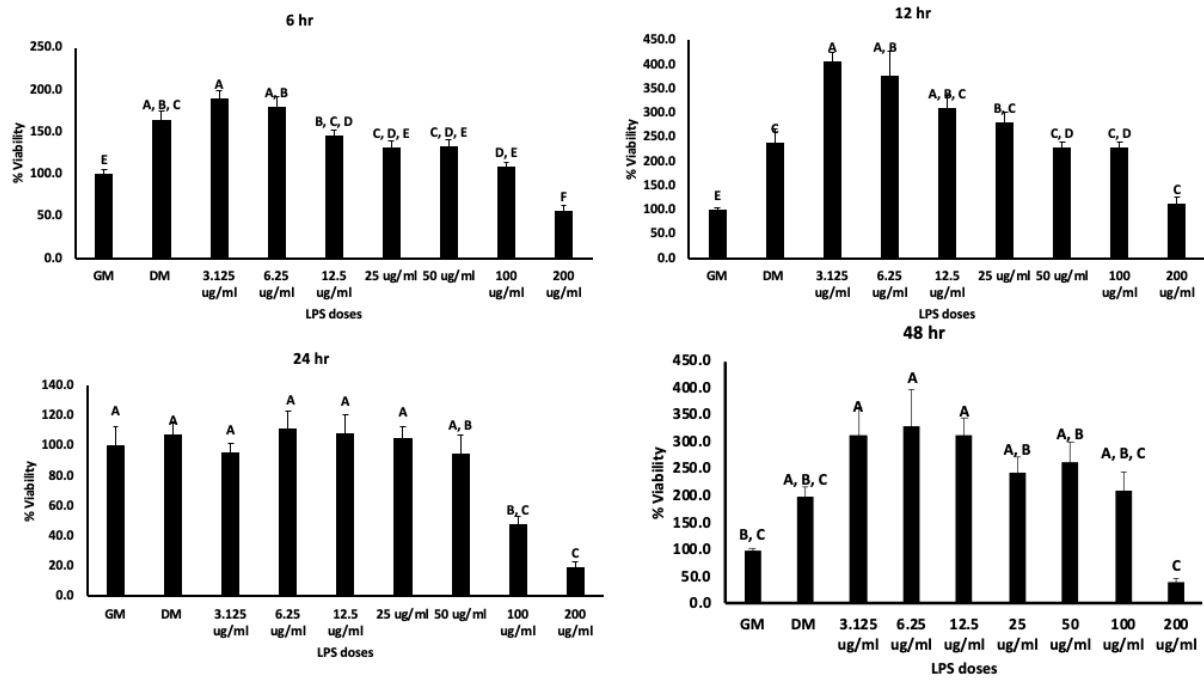 6 hr
250.0
200.0
150.0
100.0
50.0
0.0
% Viability
E
A, B, C
A
A, B
B, C, D
C, D, E
C, D, E
D, E
F
GM DM 3.125 6.25 12.5 25 ug/ml 50 ug/ml 100 200
ug/ml ug/ml ug/ml ug/ml ug/ml
LPS doses
12 hr
450.0
400.0
350.0
300.0
250.0
200.0
150.0
100.0
50.0
0.0
% Viability
E
C
A
A, B
A, B, C
B, C
C, D
C, D
C
GM DM 3.125 6.25 12.5 25 ug/ml 50 ug/ml 100 200
ug/ml ug/ml ug/ml ug/ml ug/ml
LPS doses
24 hr
140.0
120.0
100.0
80.0
60.0
40.0
20.0
0.0
% Viability
A
A
A
A
A
A
A, B
B, C
C
GM DM 3.125 6.25 12.5 25 ug/ml 50 ug/ml 100 200
ug/ml ug/ml ug/ml ug/ml ug/ml
LPS doses
48 hr
450.0
400.0
350.0
300.0
250.0
200.0
150.0
100.0
50.0
0.0
% Viability
B, C
A, B, C
A
A
A
A, B
A, B
A, B, C
C
GM DM 3.125 6.25 12.5 25 50 100 200
ug/ml ug/ml ug/ml ug/ml ug/ml ug/ml ug/ml
LPS doses